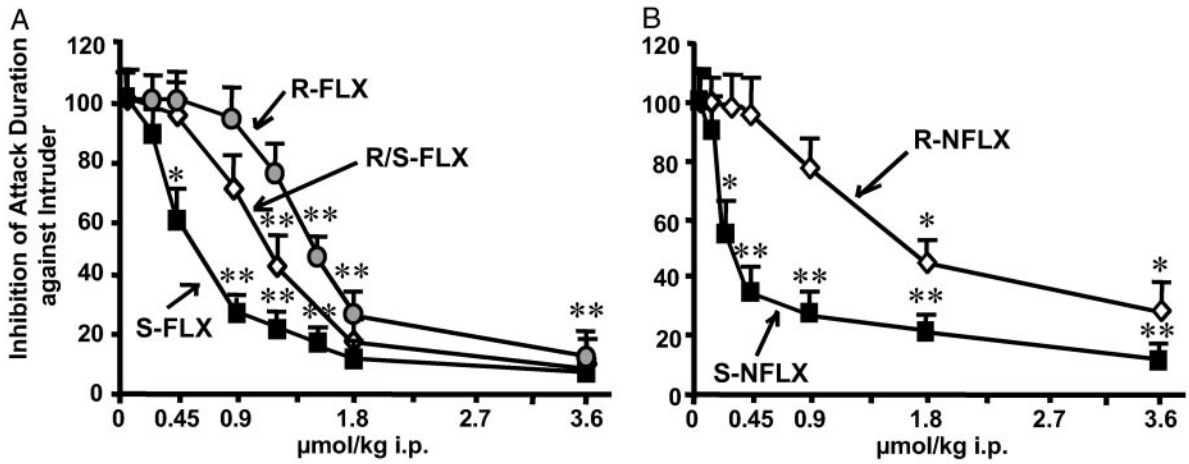 A
Inhibition of Attack Duration
against Intruder
120
100
80
60
40
20
0
R-FLX
R/S-FLX
S-FLX
*
**
**
**
**
**
**
**
0 0.45 0.9 1.8 2.7 3.6
µmol/kg i.p.
B
120
100
80
60
40
20
0
R-NFLX
S-NFLX
*
**
**
*
**
*
**
0 0.45 0.9 1.8 2.7 3.6
µmol/kg i.p.